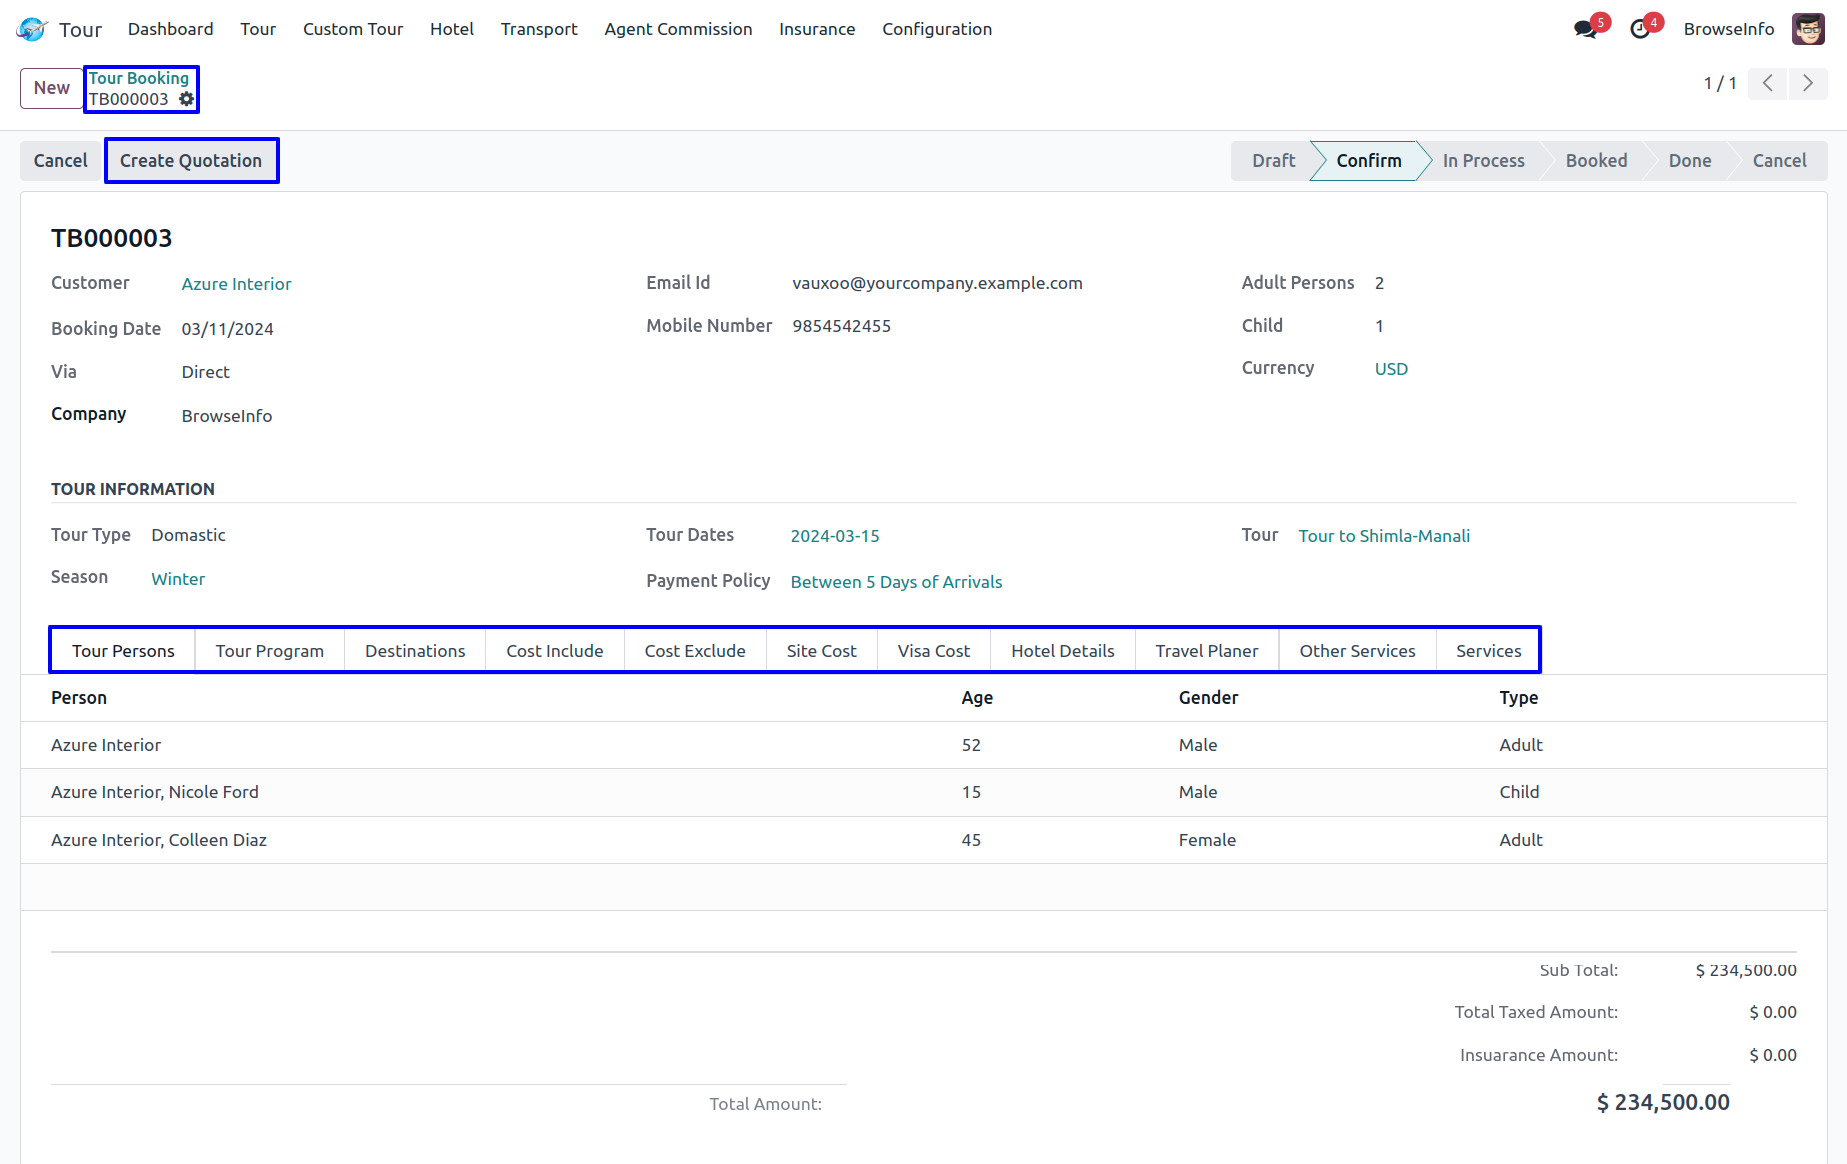 Tour Dashboard Tour Custom Tour Hotel Transport Agent Commission Insurance Configuration 5 4 BrowseInfo
New Tour Booking
TB000003 1 / 1
Cancel Create Quotation Draft Confirm In Process Booked Done Cancel
TB000003
Customer Azure Interior Email Id vauxoo@yourcompany.example.com Adult Persons 2
Booking Date 03/11/2024 Mobile Number 9854542455 Child 1
Via Direct Currency USD
Company BrowseInfo
TOUR INFORMATION
Tour Type Domastic Tour Dates 2024-03-15 Tour Tour to Shimla-Manali
Season Winter Payment Policy Between 5 Days of Arrivals
Tour Persons Tour Program Destinations Cost Include Cost Exclude Site Cost Visa Cost Hotel Details Travel Planer Other Services Services
Person Age Gender Type
Azure Interior 52 Male Adult
Azure Interior, Nicole Ford 15 Male Child
Azure Interior, Colleen Diaz 45 Female Adult
Sub Total: $ 234,500.00
Total Taxed Amount: $ 0.00
Insuarance Amount: $ 0.00
Total Amount: $ 234,500.00